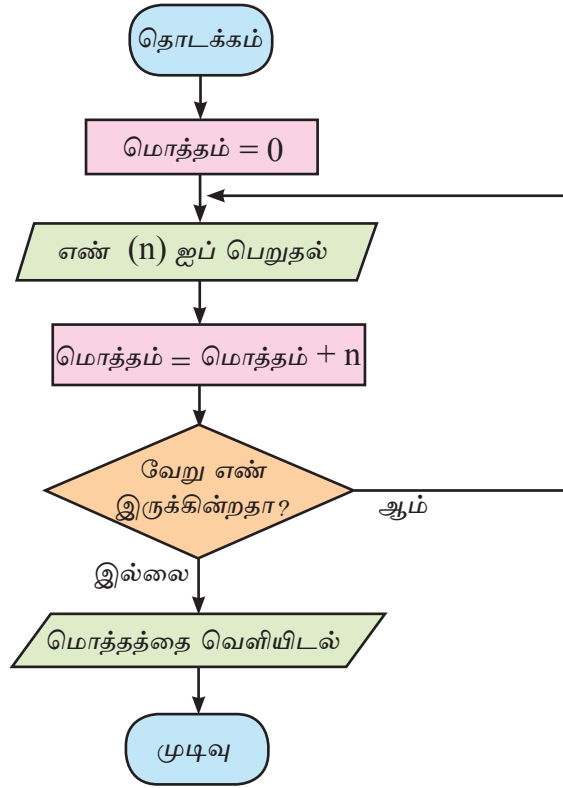 தொடக்கம்
மொத்தம் = 0
எண் (n) ஐப் பெறுதல்
மொத்தம் = மொத்தம் + n
வேறு எண்
இருக்கின்றதா?
ஆம்
இல்லை
மொத்தத்தை வெளியிடல்
முடிவு